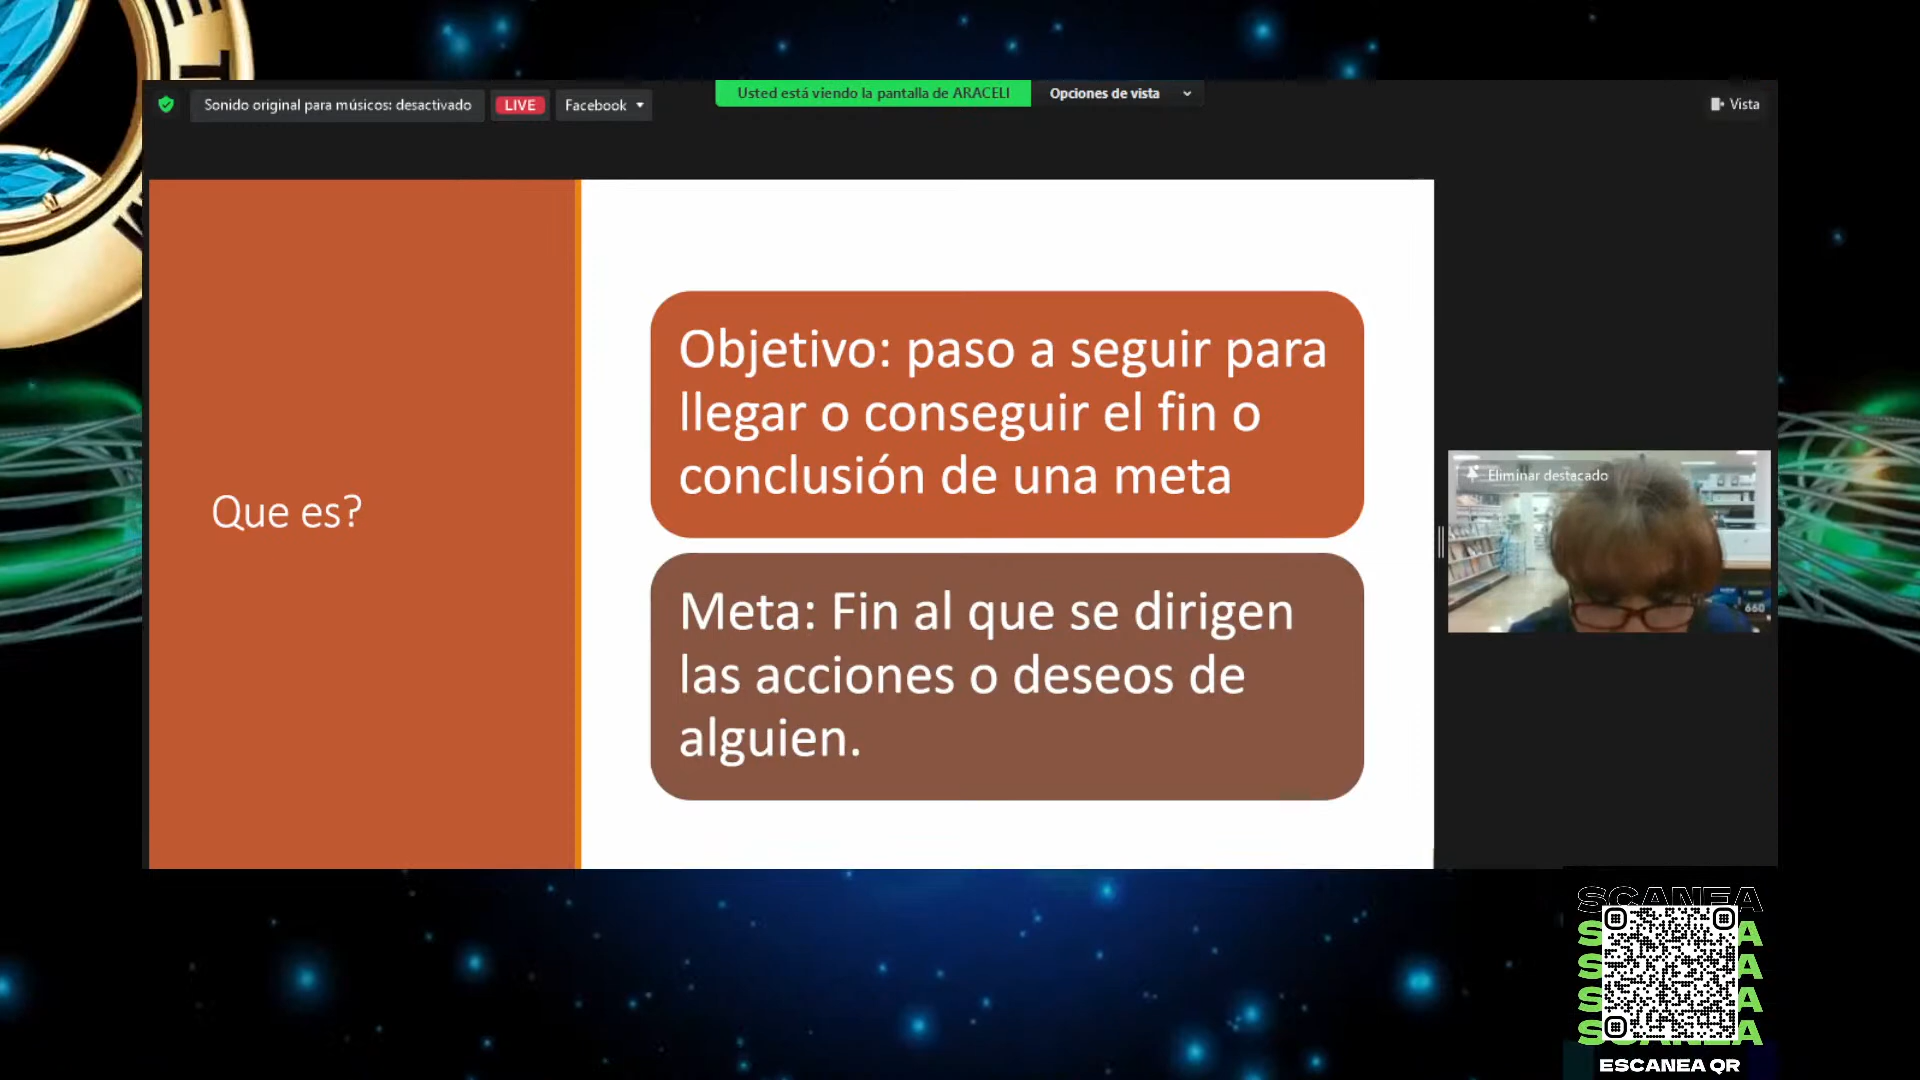 Sonido original para músicos: desactivado
LIVE
Facebook
Usted está viendo la pantalla de ARACELI
Opciones de vista
Vista
Que es?
Objetivo: paso a seguir para
llegar o conseguir el fin o
conclusión de una meta
Meta: Fin al que se dirigen
las acciones o deseos de
alguien.
Eliminar destacado
660
SCANEA
ESCANEA QR